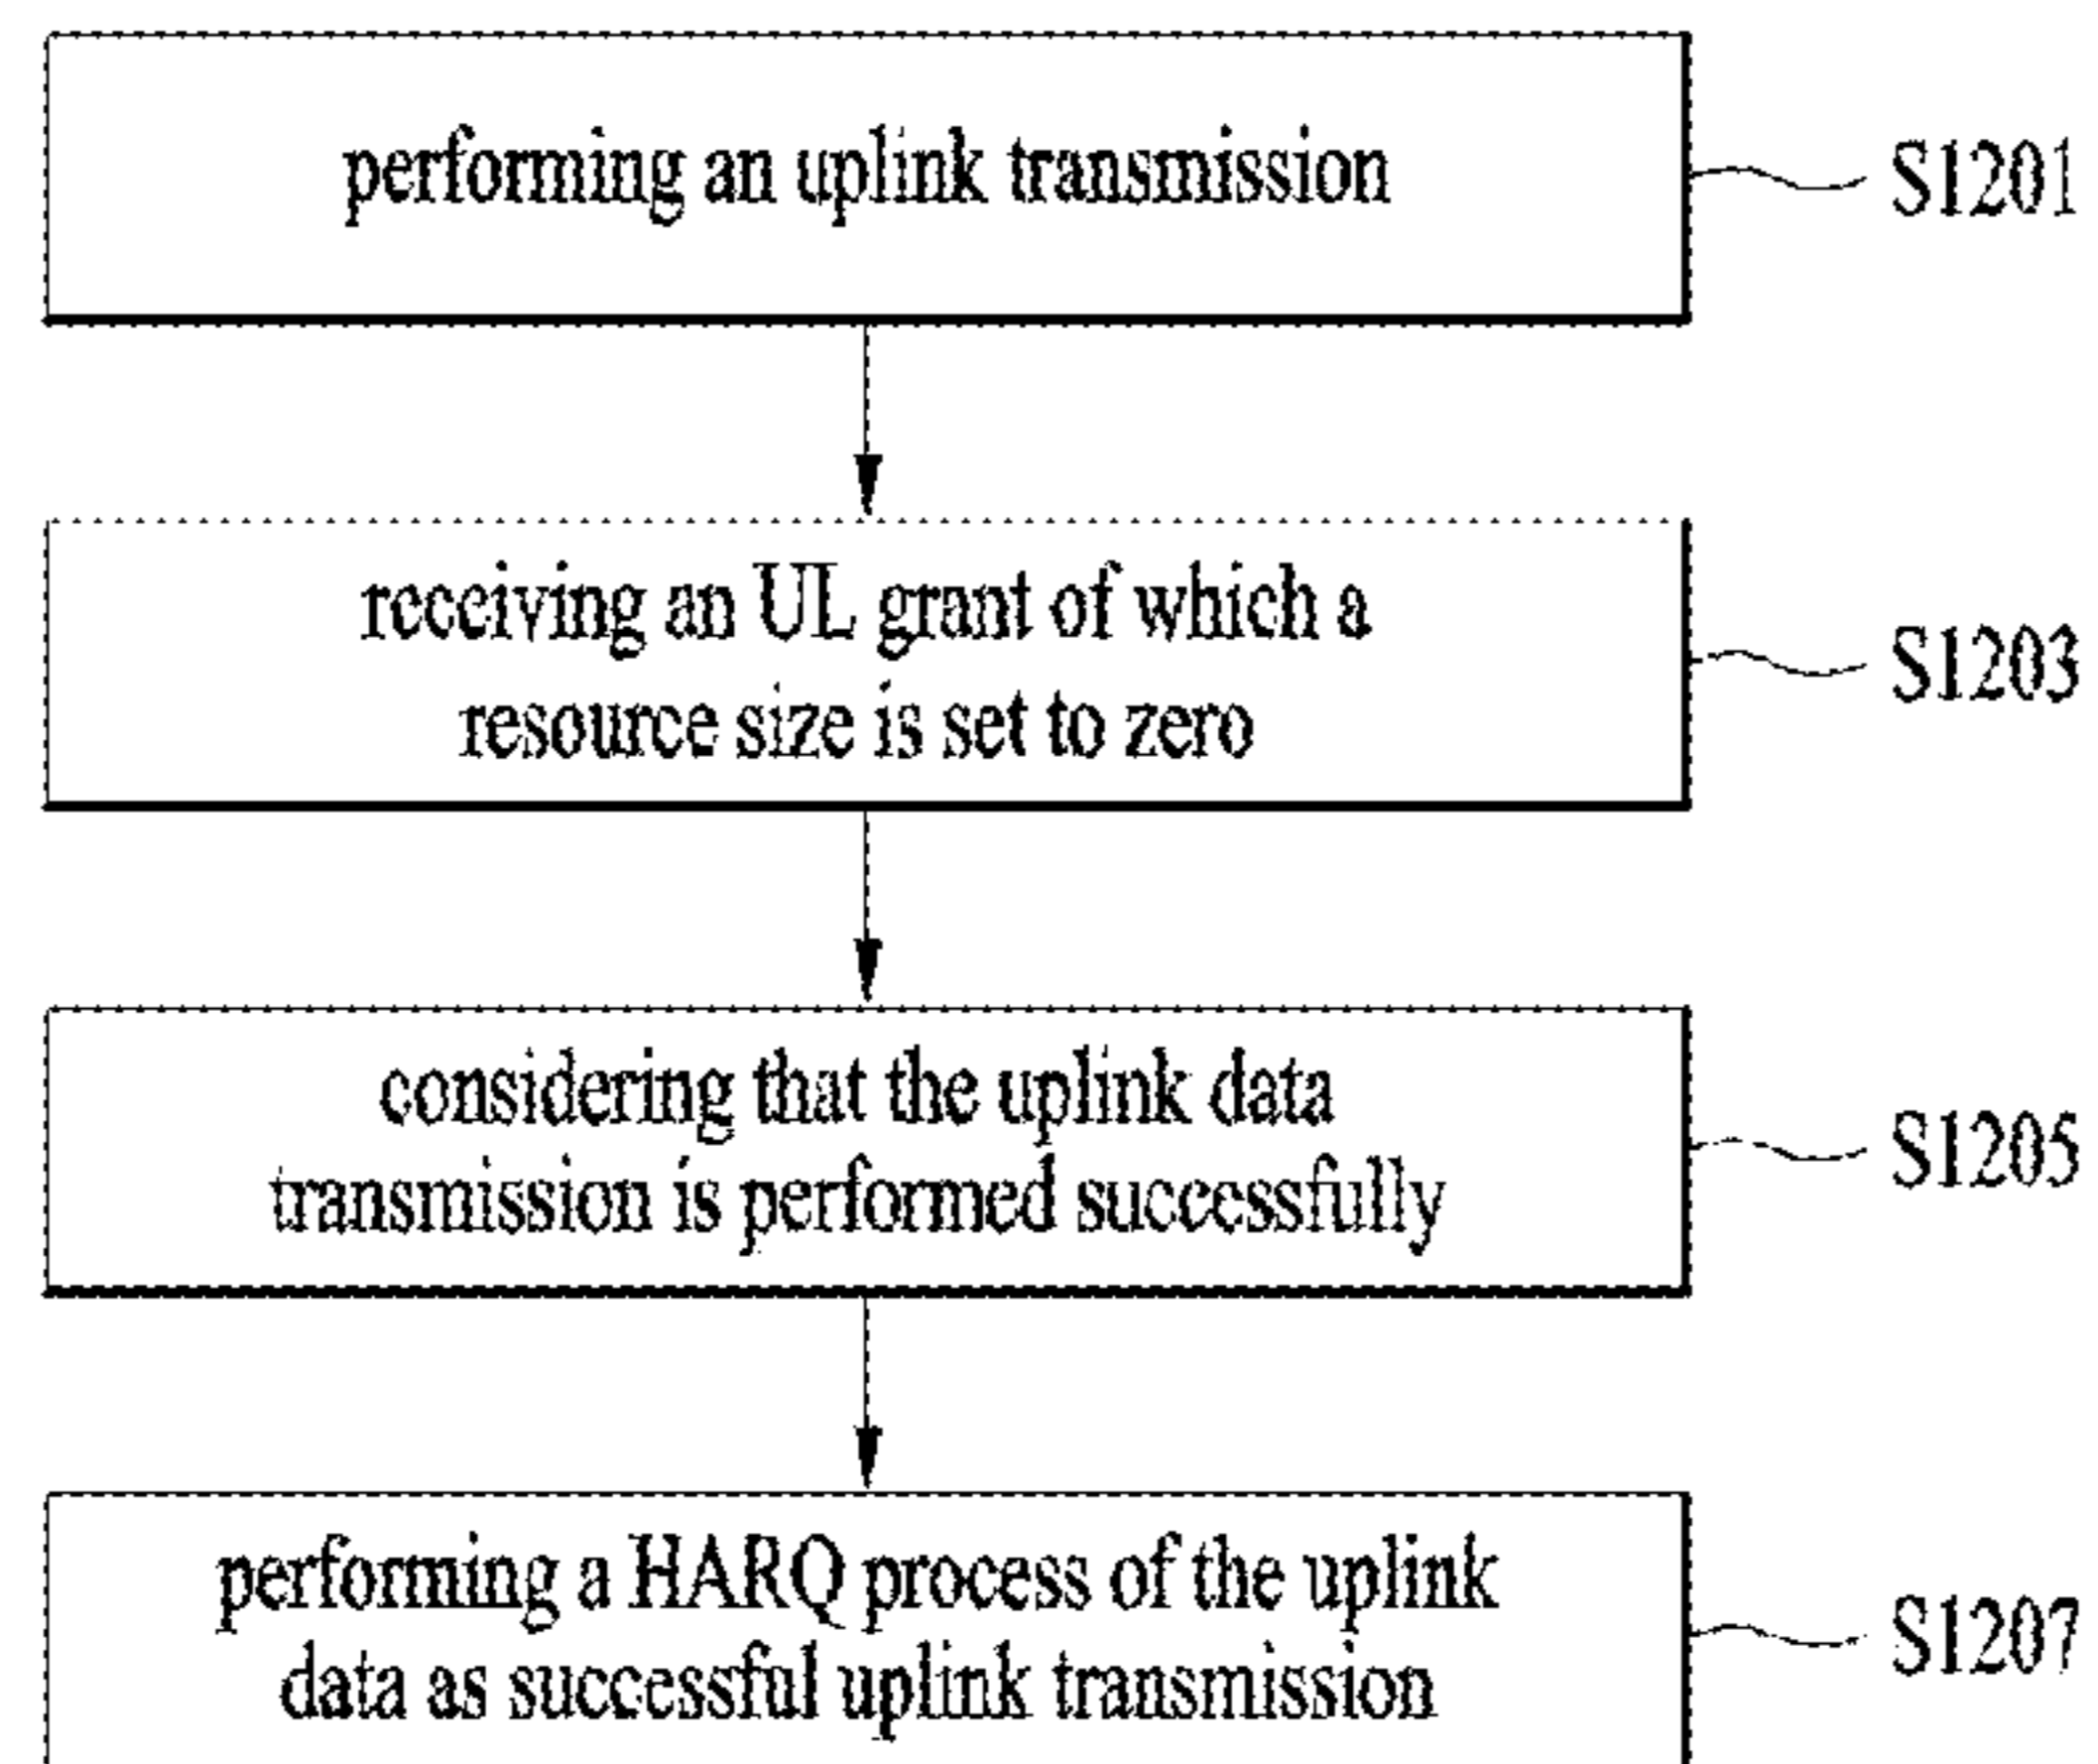 performing an uplink transmission
S1201
receiving an UL grant of which a
resource size is set to zero
S1203
considering that the uplink data
transmission is performed successfully
S1205
performing a HARQ process of the uplink
data as successful uplink transmission
S1207